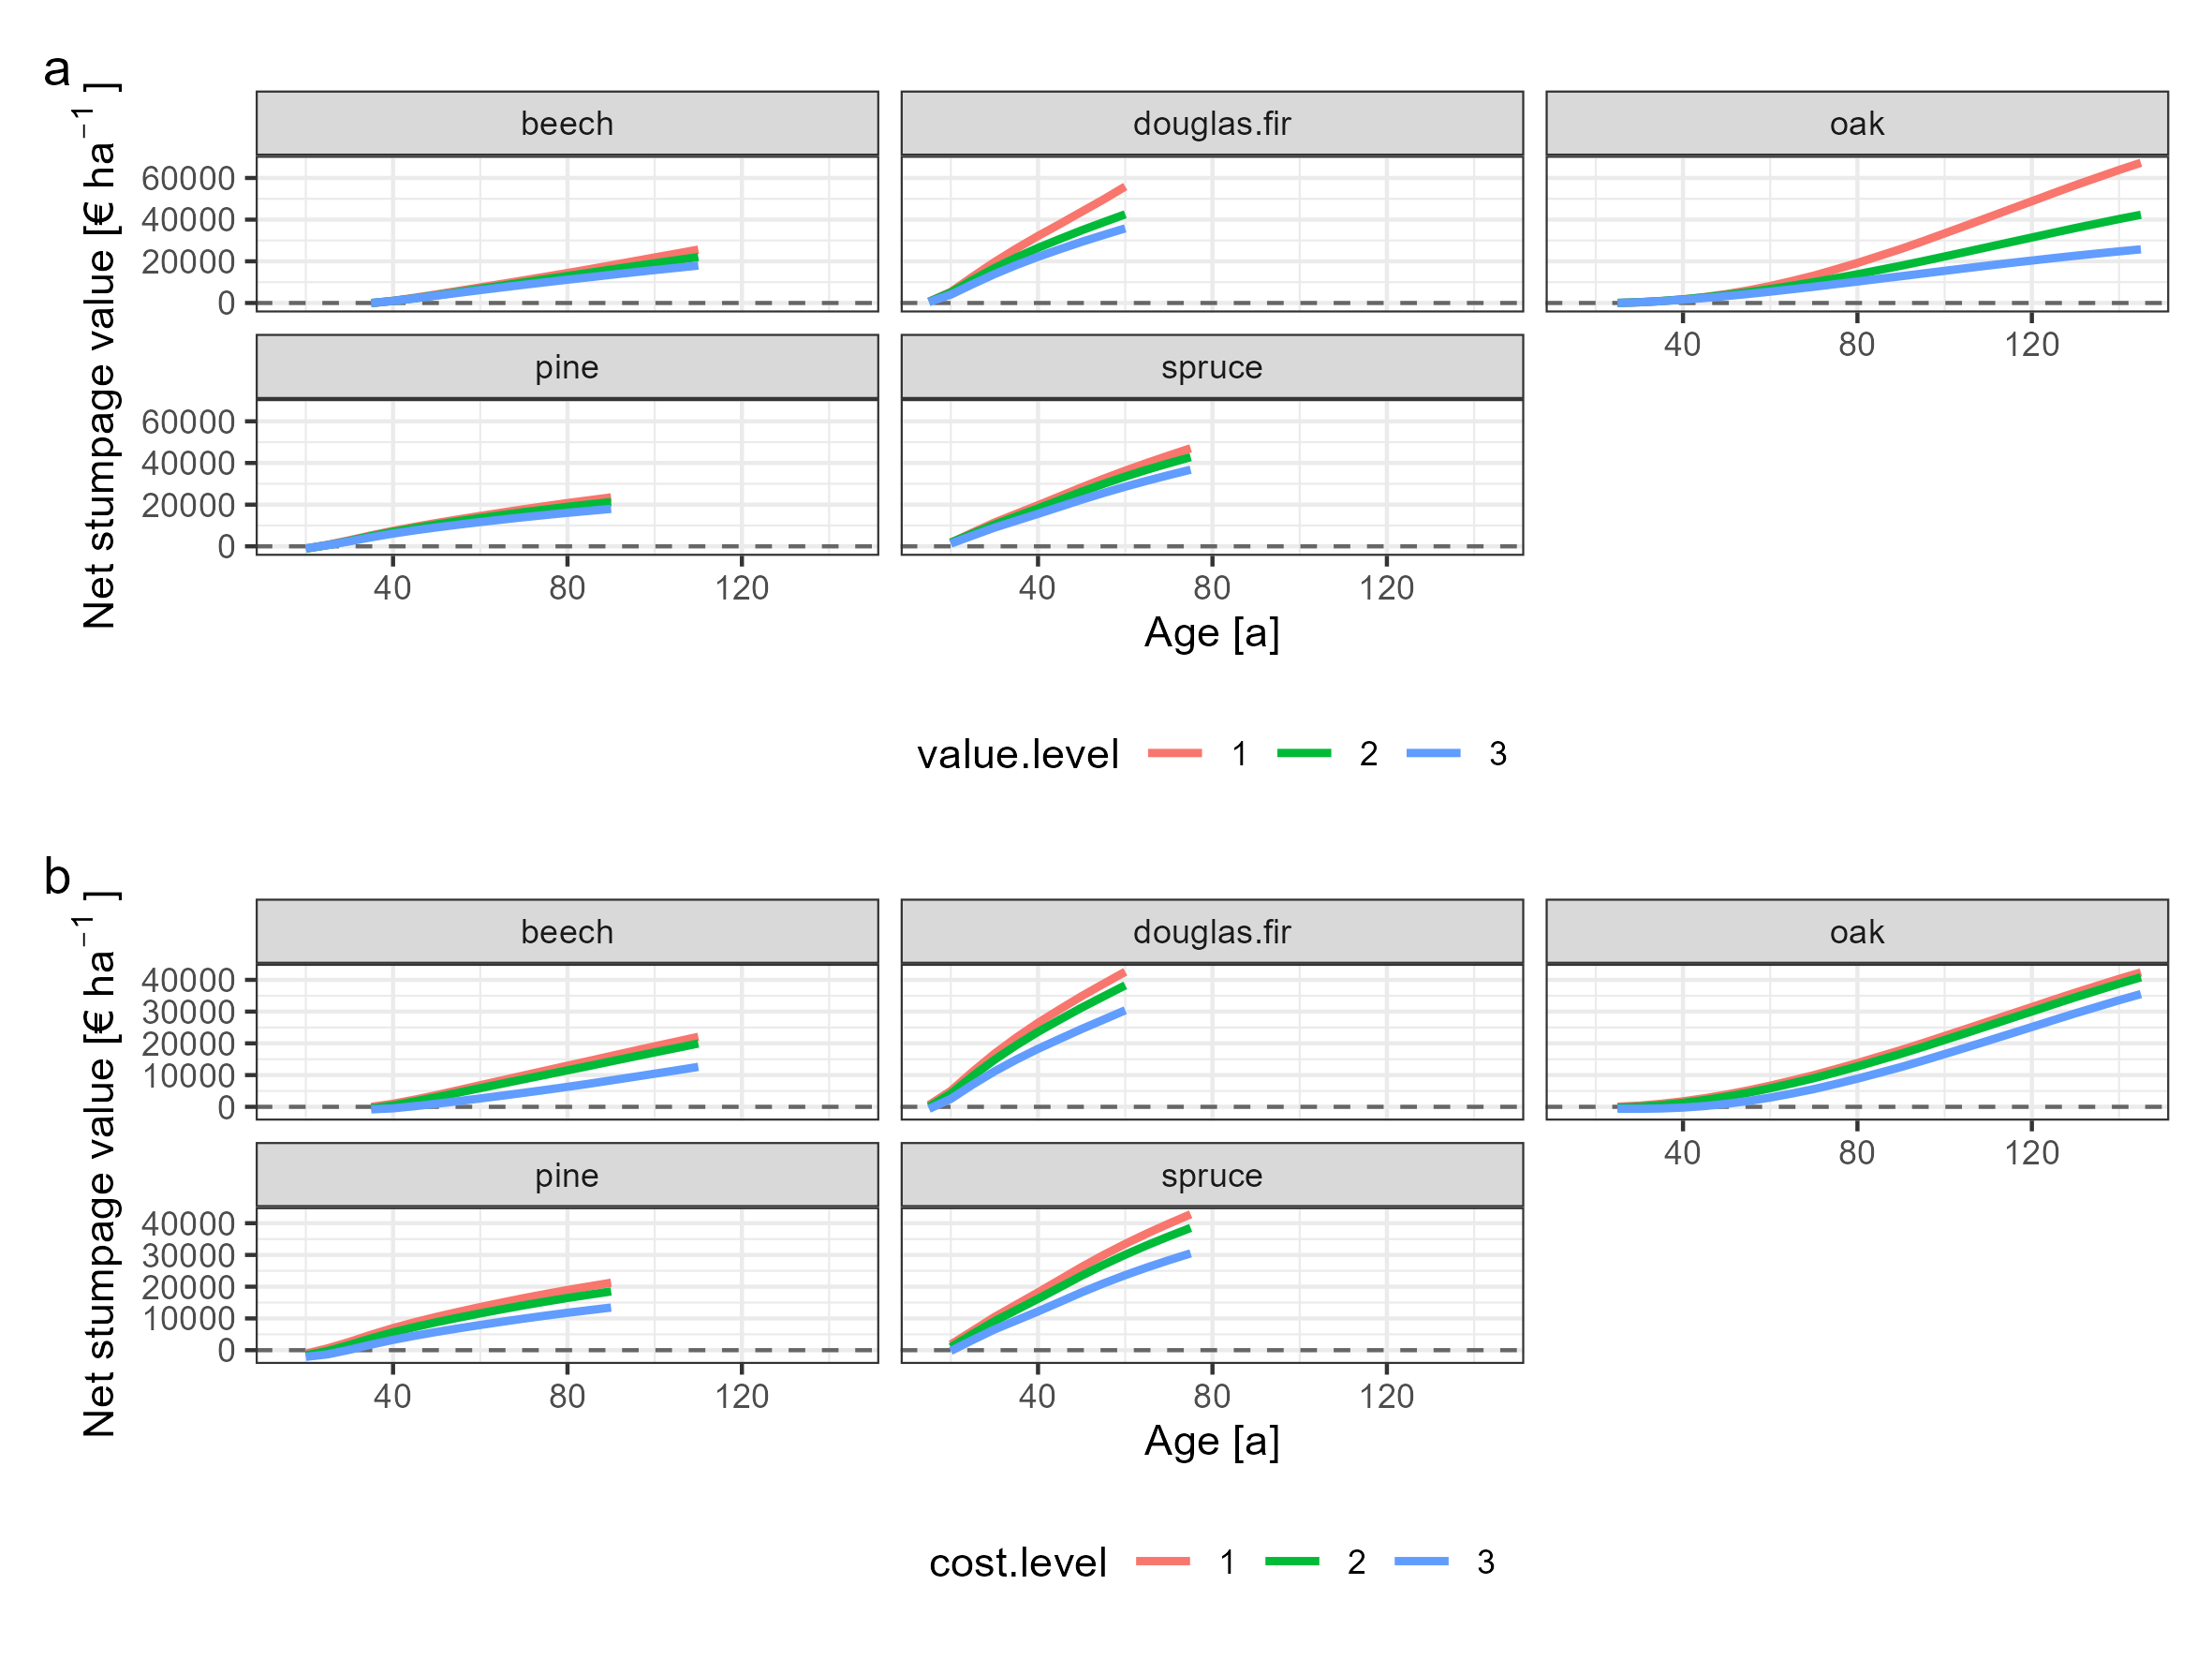 a
Net stumpage value [€ ha⁻¹ ]
beech
douglas.fir
oak
60000
40000
20000
0
40 80 120
pine
spruce
60000
40000
20000
0
40 80 120
40 80 120
Age [a]
value.level 1 2 3
b
Net stumpage value [€ ha⁻¹ ]
beech
douglas.fir
oak
40000
30000
20000
10000
0
40 80 120
pine
spruce
40000
30000
20000
10000
0
40 80 120
40 80 120
Age [a]
cost.level 1 2 3